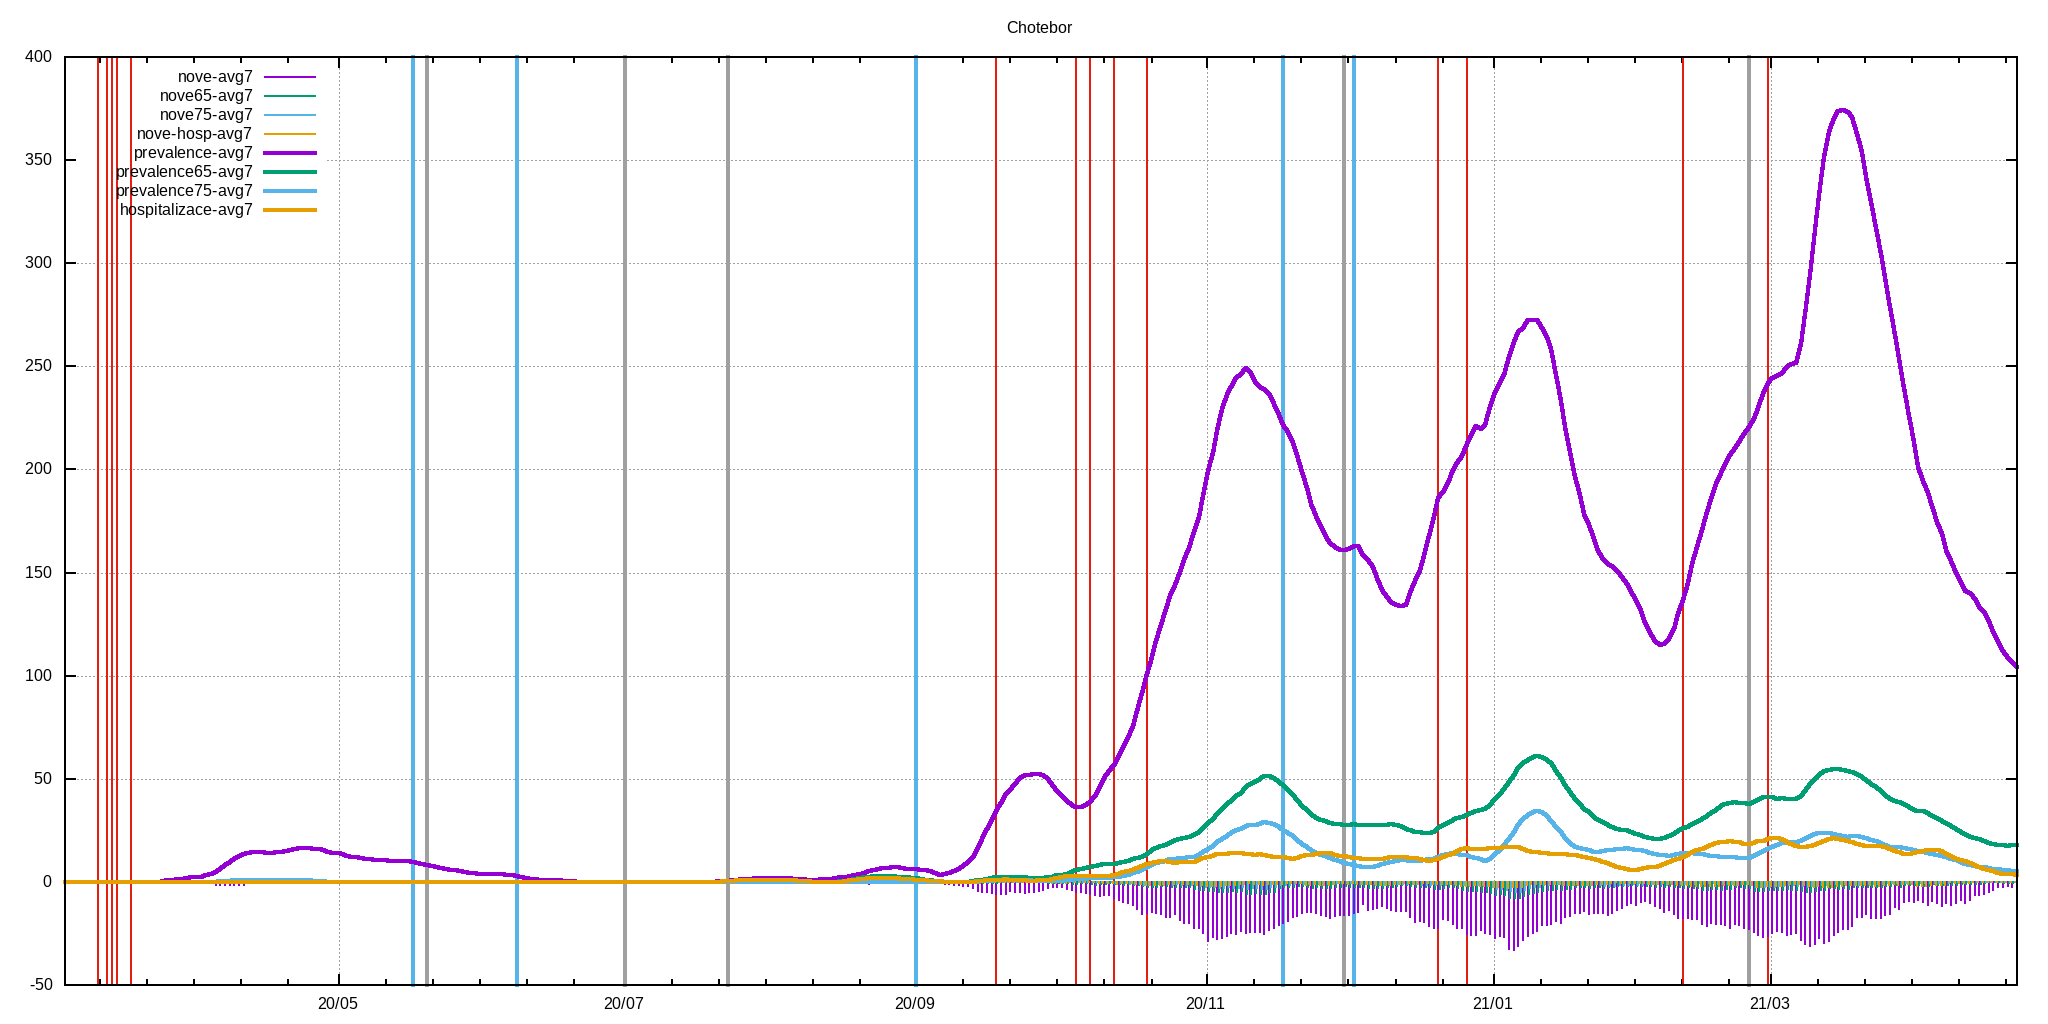 Chotebor
400
350
300
250
200
150
100
50
0
-50
nove-avg7
nove65-avg7
nove75-avg7
nove-hosp-avg7
prevalence-avg7
prevalence65-avg7
prevalence75-avg7
hospitalizace-avg7
20/05
20/07
20/09
20/11
21/01
21/03